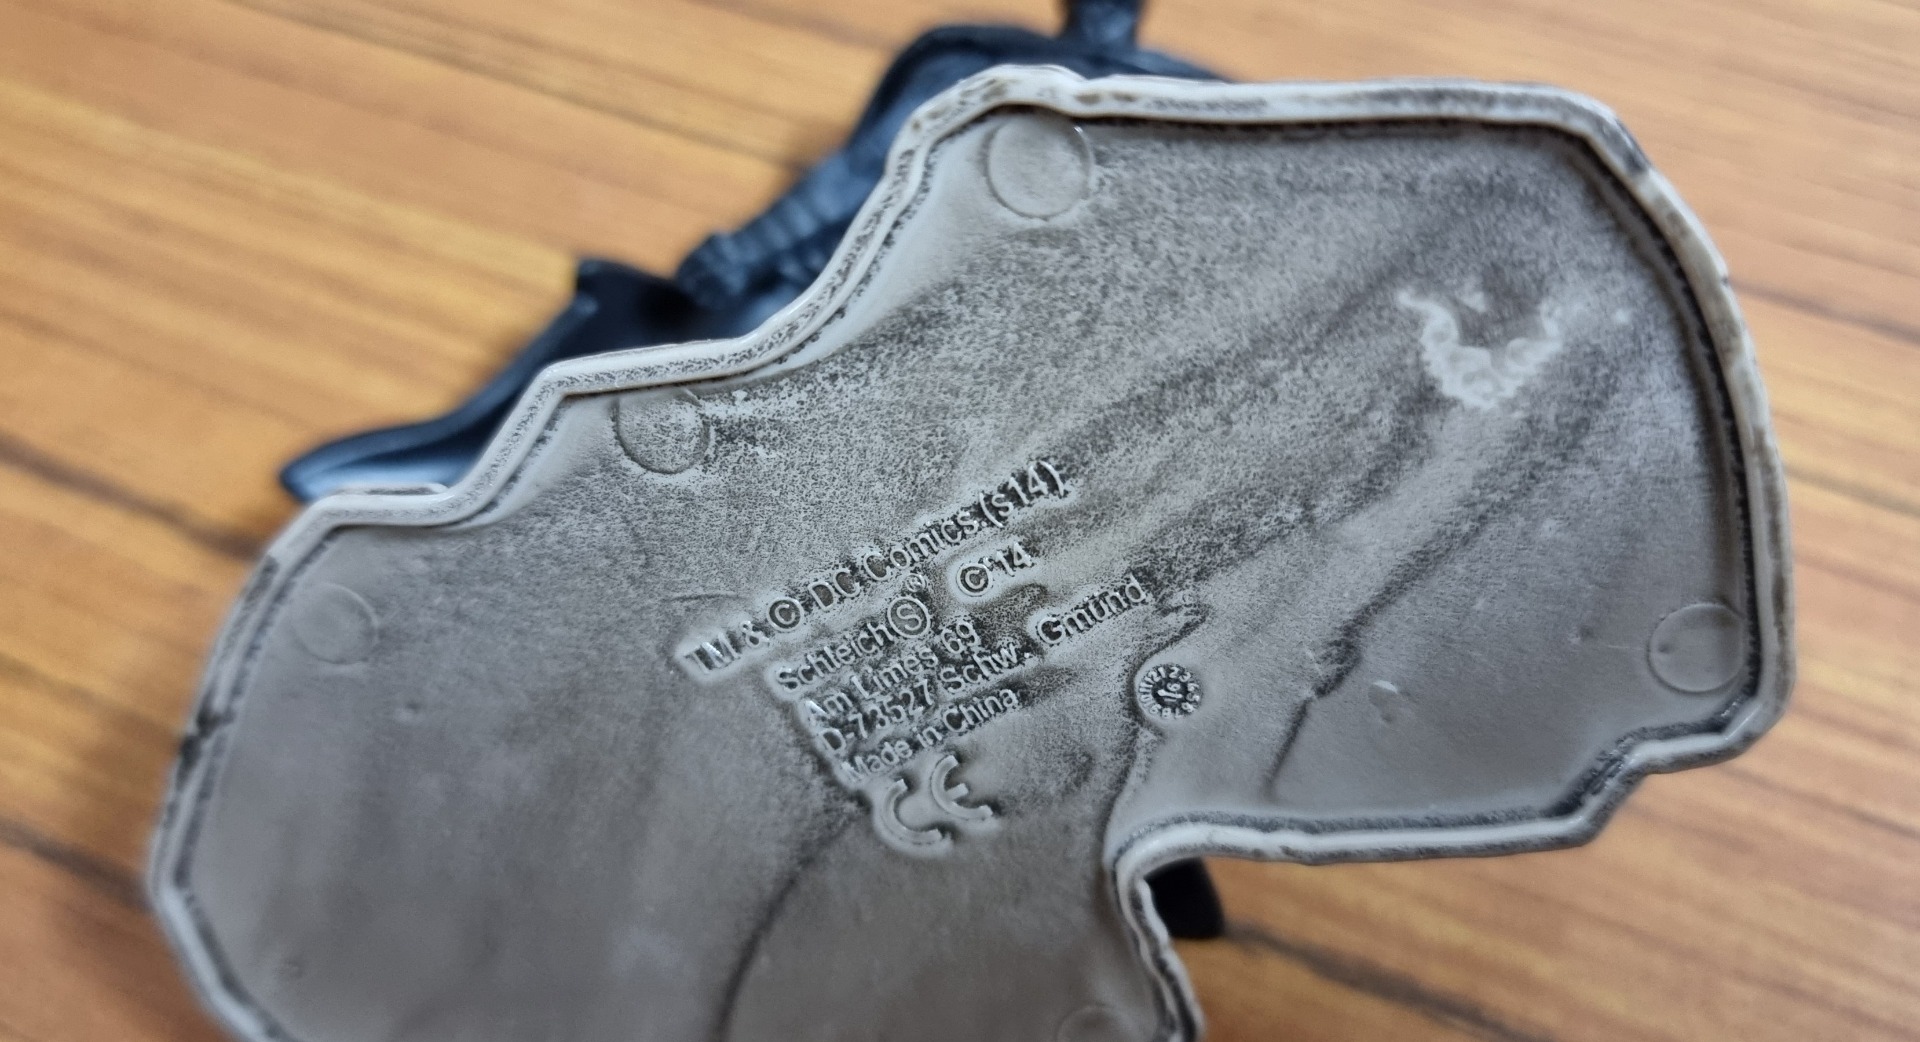 TM & © DC Comics.(s14)
Schleich Ⓢ® ©'14
Am Limes 69
D-73527 Schw. Gmünd
Made in China
CE